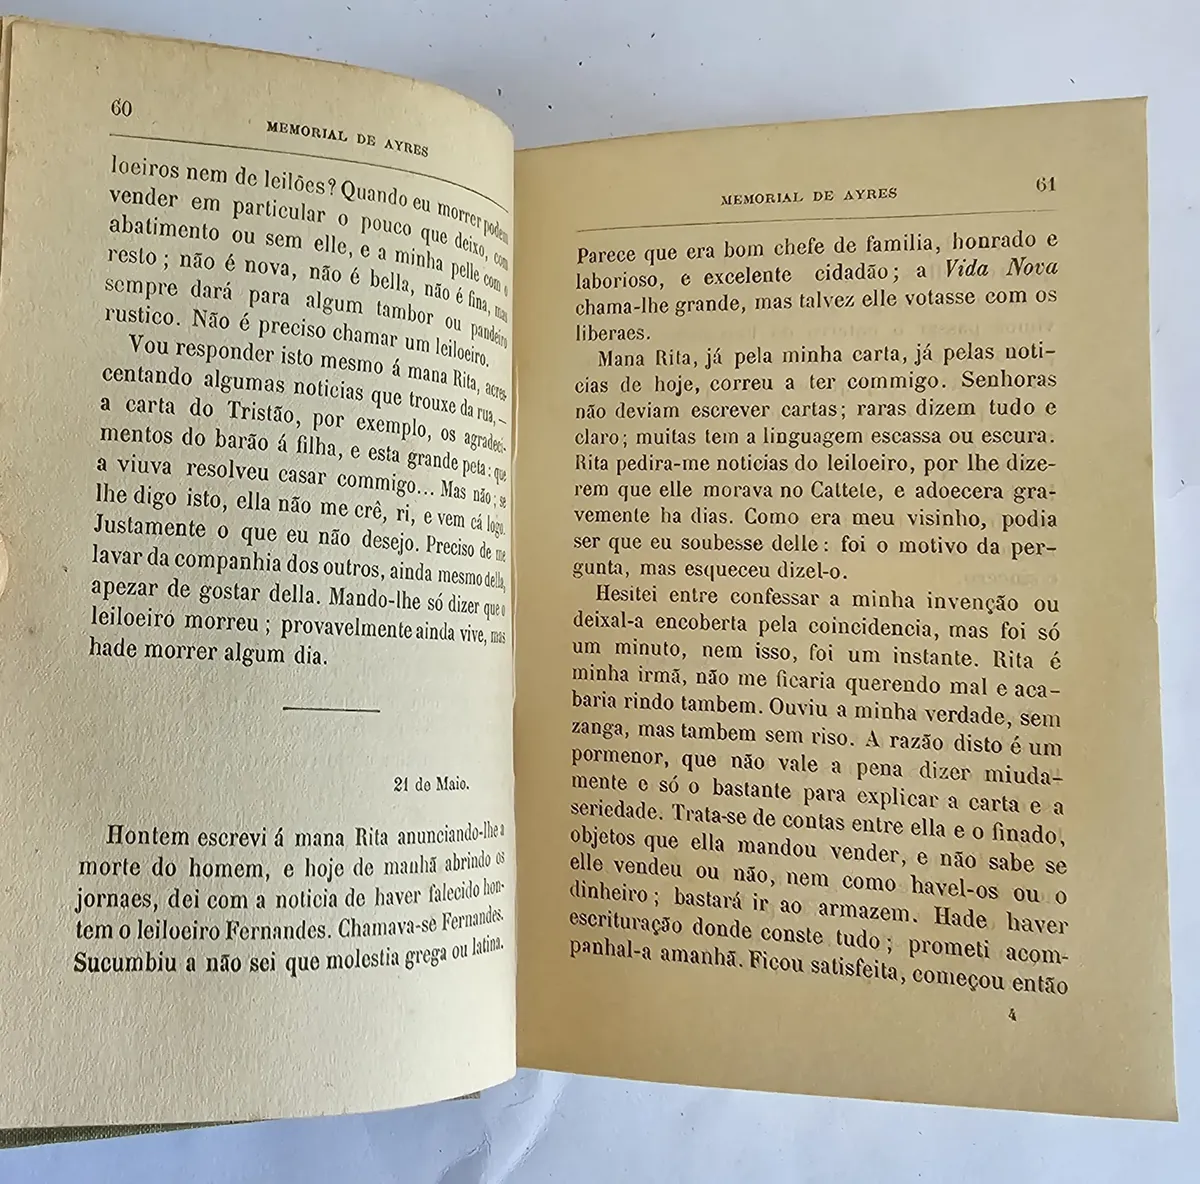 60
MEMORIAL DE AYRES
loeiros nem de leilões? Quando eu morrer podem
vender em particular o pouco que deixo, com
abatimento ou sem elle, e a minha pelle com o
resto; não é nova, não é bella, não é fina, mas
sempre dará para algum tambor ou pandeiro
rustico. Não é preciso chamar um leiloeiro.
Vou responder isto mesmo á mana Rita, acres-
centando algumas noticias que trouxe da rua, —
a carta do Tristão, por exemplo, os agradeci-
mentos do barão á filha, e esta grande peta: que
a viuva resolveu casar commigo... Mas não; se
lhe digo isto, ella não me crê, ri, e vem cá logo.
Justamente o que eu não desejo. Preciso de me
lavar da companhia dos outros, ainda mesmo della,
apezar de gostar della. Mando-lhe só dizer que o
leiloeiro morreu; provavelmente ainda vive, mas
hade morrer algum dia.
21 de Maio.
Hontem escrevi á mana Rita anunciando-lhe a
morte do homem, e hoje de manhã abrindo os
jornaes, dei com a noticia de haver falecido hon-
tem o leiloeiro Fernandes. Chamava-se Fernandes.
Sucumbiu a não sei que molestia grega ou latina.
MEMORIAL DE AYRES
61
Parece que era bom chefe de familia, honrado e
laborioso, e excelente cidadão; a Vida Nova
chama-lhe grande, mas talvez elle votasse com os
liberaes.
Mana Rita, já pela minha carta, já pelas noti-
cias de hoje, correu a ter commigo. Senhoras
não deviam escrever cartas; raras dizem tudo e
claro; muitas tem a linguagem escassa ou escura.
Rita pedira-me noticias do leiloeiro, por lhe dize-
rem que elle morava no Cattete, e adoecera gra-
vemente ha dias. Como era meu visinho, podia
ser que eu soubesse delle: foi o motivo da per-
gunta, mas esqueceu dizel-o.
Hesitei entre confessar a minha invenção ou
deixal-a encoberta pela coincidencia, mas foi só
um minuto, nem isso, foi um instante. Rita é
minha irmã, não me ficaria querendo mal e aca-
baria rindo tambem. Ouviu a minha verdade, sem
zanga, mas tambem sem riso. A razão disto é um
pormenor, que não vale a pena dizer miuda-
mente e só o bastante para explicar a carta e a
seriedade. Trata-se de contas entre ella e o finado,
objetos que ella mandou vender, e não sabe se
elle vendeu ou não, nem como havel-os ou o
dinheiro; bastará ir ao armazem. Hade haver
escrituração donde conste tudo; prometi acom-
panhal-a amanhã. Ficou satisfeita, começou então
4